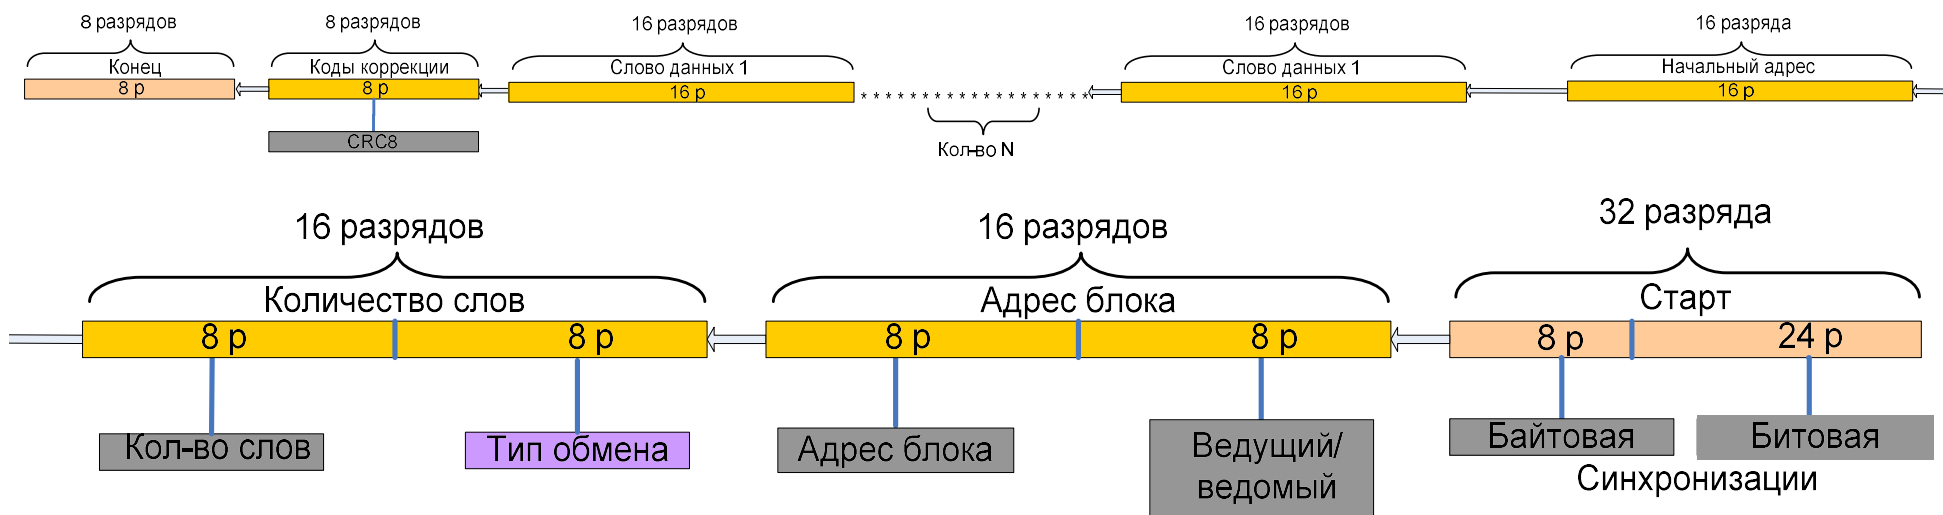 8 разрядов
8 разрядов
16 разрядов
16 разрядов
16 разряда
Конец
Коды коррекции
Слово данных 1
Слово данных 1
Начальный адрес
8 р
8 р
16 р
* * * * * * * * * * * * * * * * * * *
16 р
16 р
CRC8
Кол-во N
16 разрядов
16 разрядов
32 разряда
Количество слов
Адрес блока
Старт
8 р
8 р
8 р
8 р
8 р
24 р
Кол-во слов
Тип обмена
Адрес блока
Ведущий/
ведомый
Байтовая
Битовая
Синхронизации